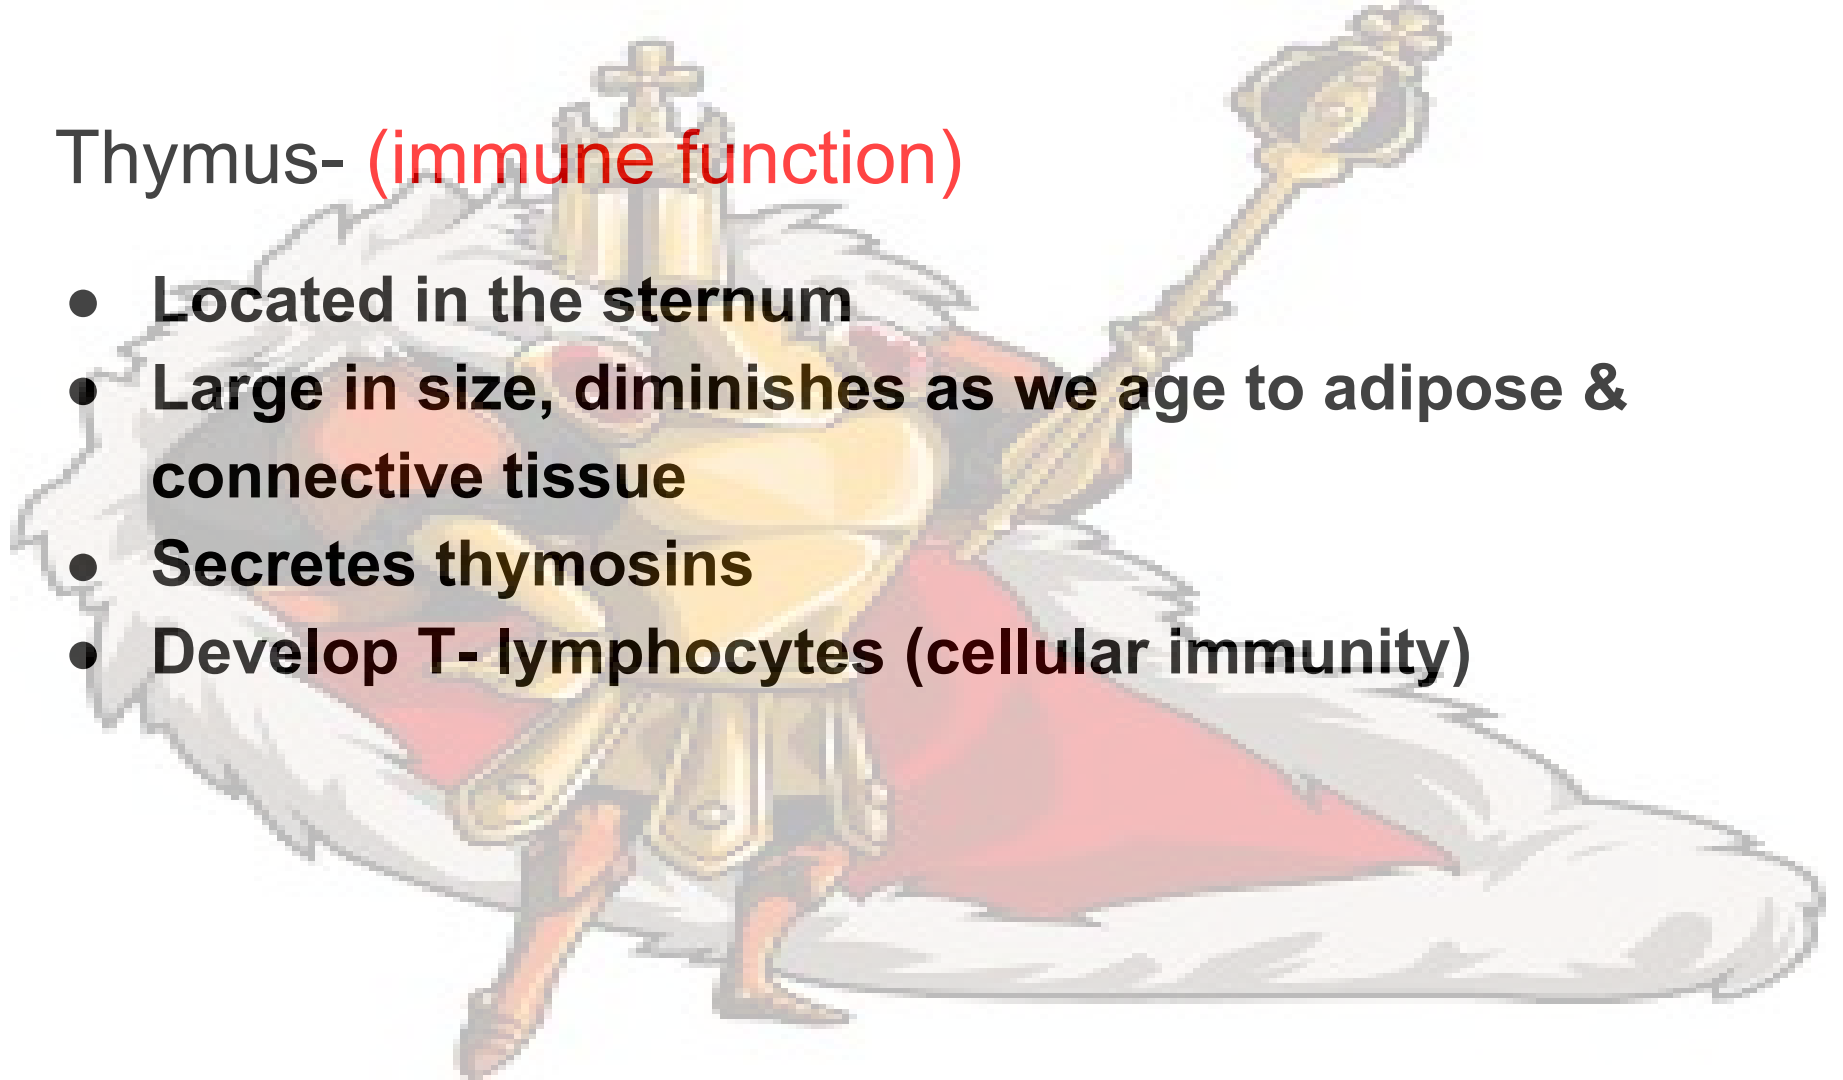 Thymus- (immune function)
● Located in the sternum
● Large in size, diminishes as we age to adipose &
connective tissue
● Secretes thymosins
● Develop T- lymphocytes (cellular immunity)